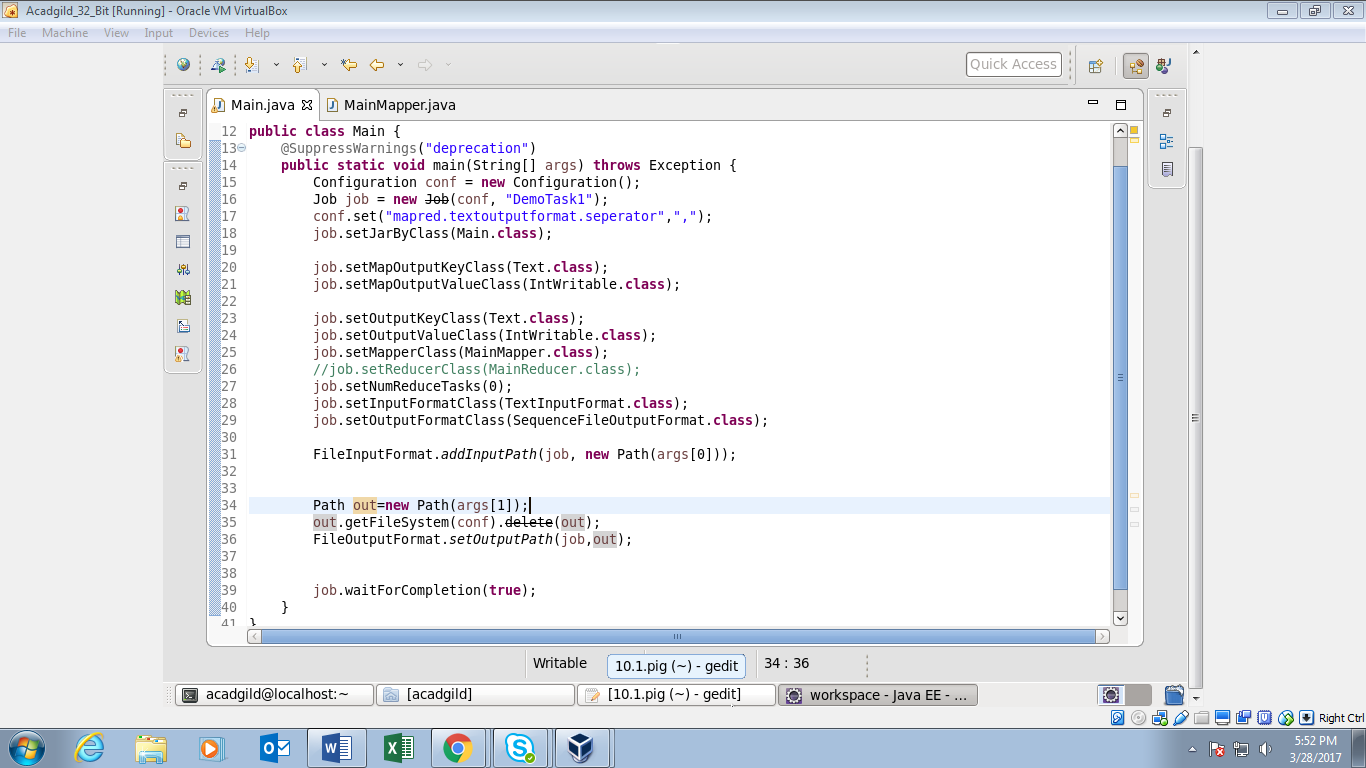 Acadgild_32_Bit [Running] - Oracle VM VirtualBox
File Machine View Input Devices Help
Quick Access
Main.java MainMapper.java
12 public class Main {
13 @SuppressWarnings("deprecation")
14 public static void main(String[] args) throws Exception {
15 Configuration conf = new Configuration();
16 Job job = new Job(conf, "DemoTask1");
17 conf.set("mapred.textoutputformat.seperator",",");
18 job.setJarByClass(Main.class);
19
20 job.setMapOutputKeyClass(Text.class);
21 job.setMapOutputValueClass(IntWritable.class);
22
23 job.setOutputKeyClass(Text.class);
24 job.setOutputValueClass(IntWritable.class);
25 job.setMapperClass(MainMapper.class);
26 //job.setReducerClass(MainReducer.class);
27 job.setNumReduceTasks(0);
28 job.setInputFormatClass(TextInputFormat.class);
29 job.setOutputFormatClass(SequenceFileOutputFormat.class);
30
31 FileInputFormat.addInputPath(job, new Path(args[0]));
32
33
34 Path out=new Path(args[1]);
35 out.getFileSystem(conf).delete(out);
36 FileOutputFormat.setOutputPath(job,out);
37
38
39 job.waitForCompletion(true);
40 }
41 }
Writable 10.1.pig (~) - gedit 34 : 36
acadgild@localhost:~ [acadgild] [10.1.pig (~) - gedit] workspace - Java EE - ...
Right Ctrl
5:52 PM
3/28/2017